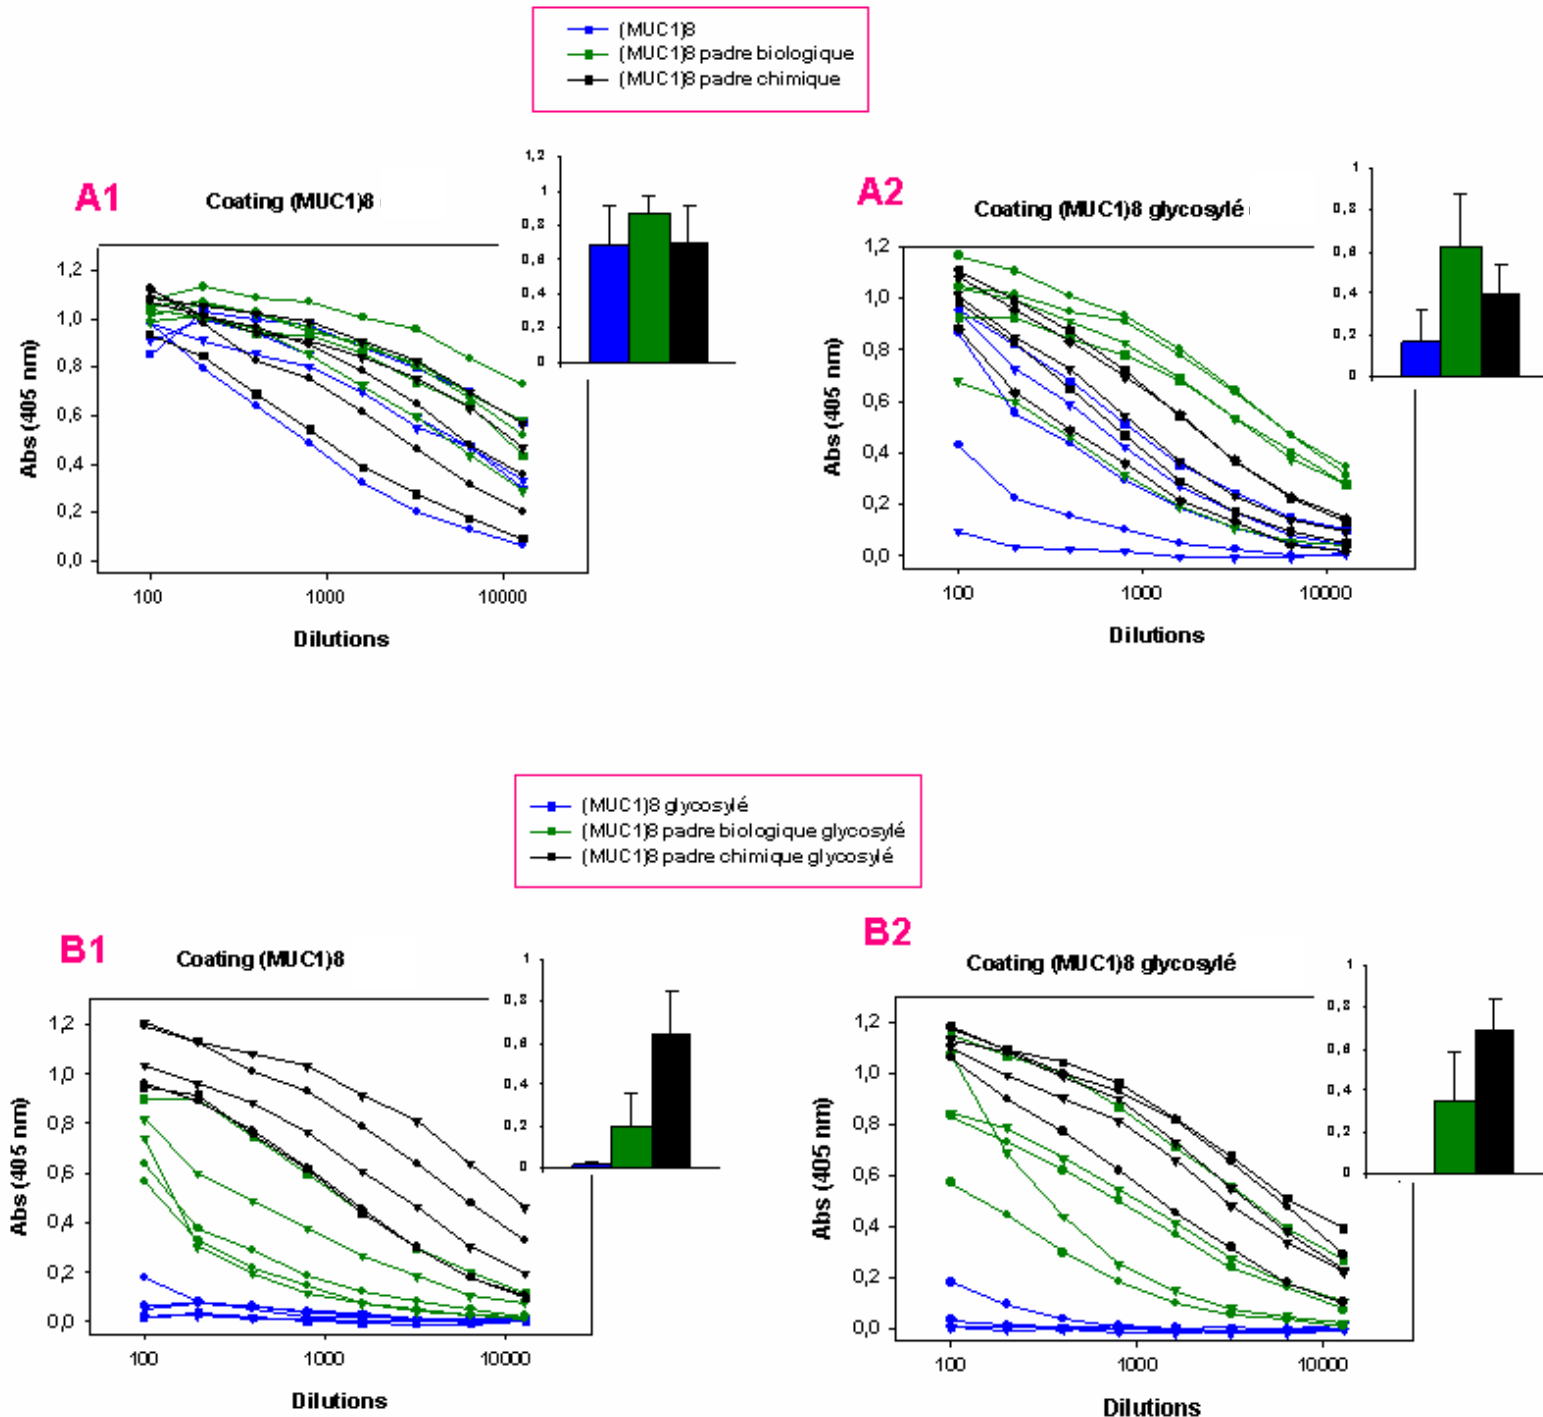 (MUC1)8
(MUC1)8 padre biologique
(MUC1)8 padre chimique
A1
Coating (MUC1)8
1,2
1
0,8
0,6
0,4
0,2
0
1,2
1,0
0,8
0,6
0,4
0,2
0,0
Abs (405 nm)
100
1000
10000
Dilutions
A2
Coating (MUC1)8 glycosylé
1
0,8
0,6
0,4
0,2
0
1,2
1,0
0,8
0,6
0,4
0,2
0,0
Abs (405 nm)
100
1000
10000
Dilutions
(MUC1)8 glycosylé
(MUC1)8 padre biologique glycosylé
(MUC1)8 padre chimique glycosylé
B1
Coating (MUC1)8
1
0,8
0,6
0,4
0,2
0
1,2
1,0
0,8
0,6
0,4
0,2
0,0
Abs (405 nm)
100
1000
10000
Dilutions
B2
Coating (MUC1)8 glycosylé
1
0,8
0,6
0,4
0,2
0
1,2
1,0
0,8
0,6
0,4
0,2
0,0
Abs (405 nm)
100
1000
10000
Dilutions